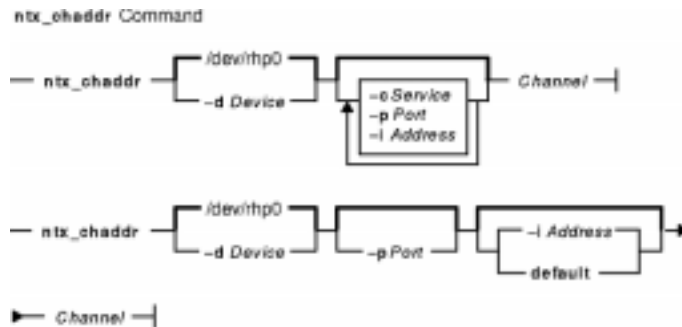 ntx_chaddr Command
/dev/rhp0
ntx_chaddr
-d Device
-c Service
-p Port
-i Address
Channel
/dev/rhp0
ntx_chaddr
-d Device
-p Port
-i Address
default
Channel